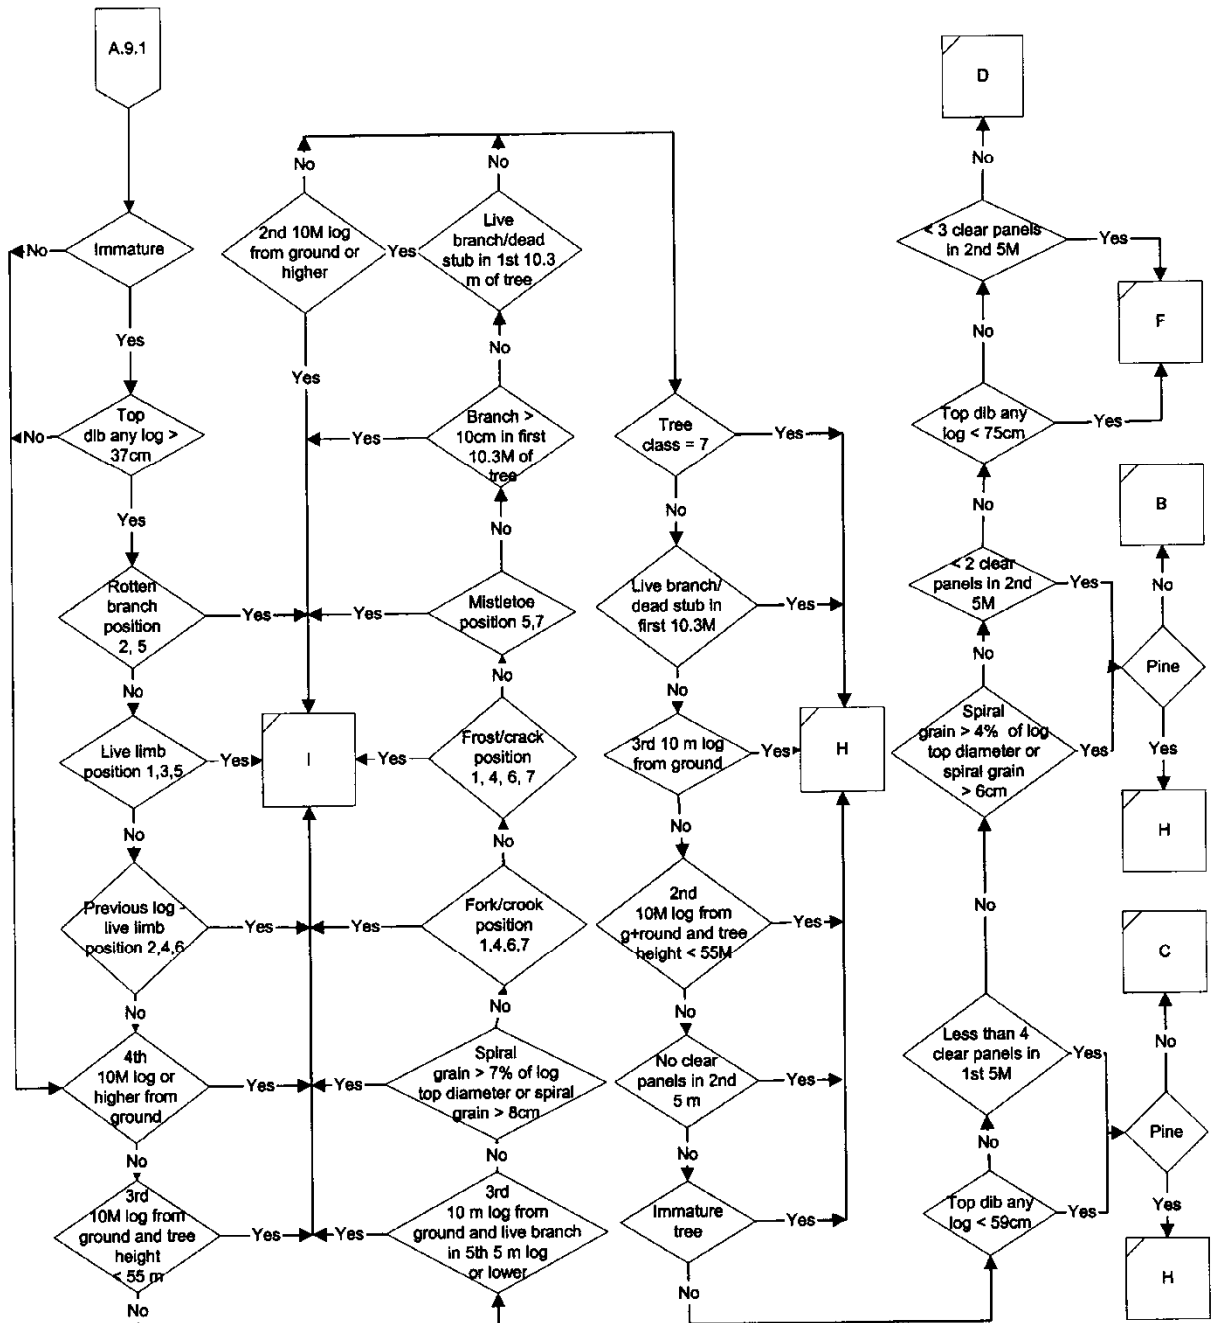 A.9.1
Immature
No
Yes
Top
dib any log >
37cm
No
Yes
Rotten
branch
position
2, 5
Yes
No
Live limb
position 1,3,5
Yes
No
Previous log -
live limb
position 2,4,6
Yes
No
4th
10M log or
higher from
ground
Yes
No
3rd
10M log from
ground and tree
height
< 55 m
Yes
No
No
2nd 10M log
from ground or
higher
Yes
Yes
I
No
Live
branch/dead
stub in 1st 10.3
m of tree
No
Branch >
10cm in first
10.3M of
tree
Yes
No
Mistletoe
position 5,7
Yes
No
Frost/crack
position
1, 4, 6, 7
Yes
No
Fork/crook
position
1,4,6,7
Yes
No
Spiral
grain > 7% of log
top diameter or spiral
grain > 8cm
Yes
No
3rd
10 m log from
ground and live branch
in 5th 5 m log
or lower
Yes
Tree
class = 7
Yes
No
Live branch/
dead stub in
first 10.3M
Yes
No
3rd 10 m log
from ground
Yes
H
No
2nd
10M log from
g+round and tree
height < 55M
Yes
No
No clear
panels in 2nd
5 m
Yes
No
Immature
tree
Yes
No
D
No
< 3 clear panels
in 2nd 5M
Yes
F
No
Top dib any
log < 75cm
Yes
No
< 2 clear
panels in 2nd
5M
Yes
B
No
Pine
Yes
H
No
Spiral
grain > 4% of log
top diameter or
spiral grain
> 6cm
Yes
No
Less than 4
clear panels in
1st 5M
Yes
C
No
Pine
Yes
H
No
Top dib any
log < 59cm
Yes